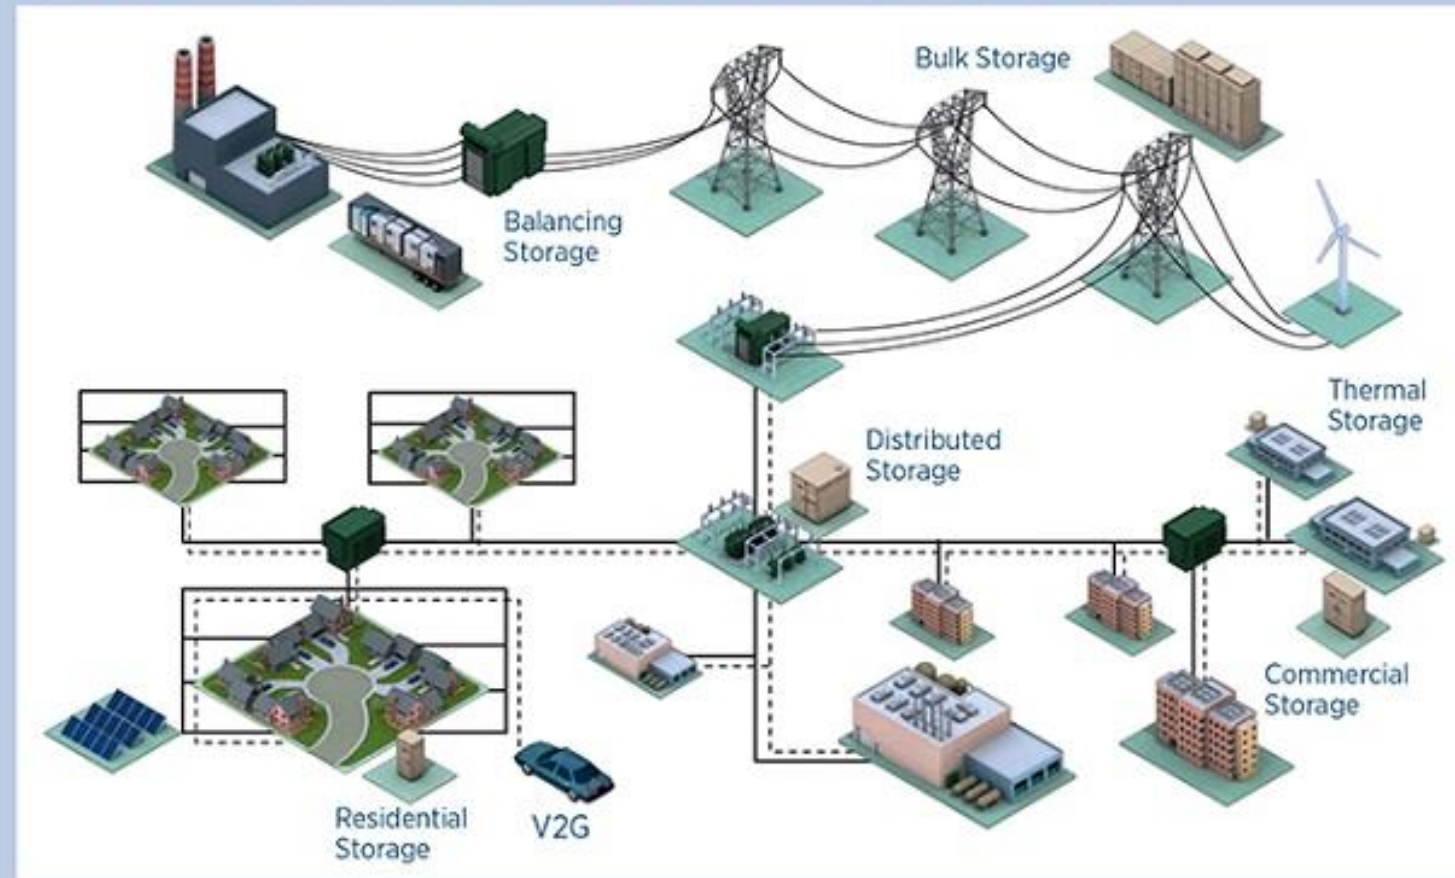 Bulk Storage
Balancing
Storage
Thermal
Storage
Distributed
Storage
Commercial
Storage
Residential
Storage
V2G